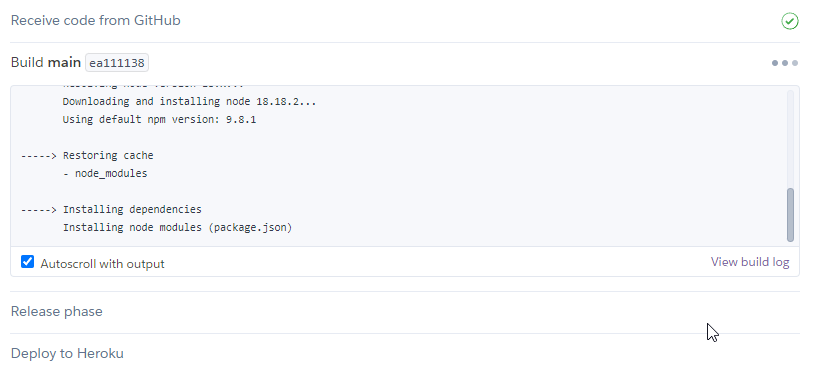 Receive code from GitHub
Build main ea111138
Downloading and installing node 18.18.2...
Using default npm version: 9.8.1
-----> Restoring cache
- node_modules
-----> Installing dependencies
Installing node modules (package.json)
Autoscroll with output
View build log
Release phase
Deploy to Heroku